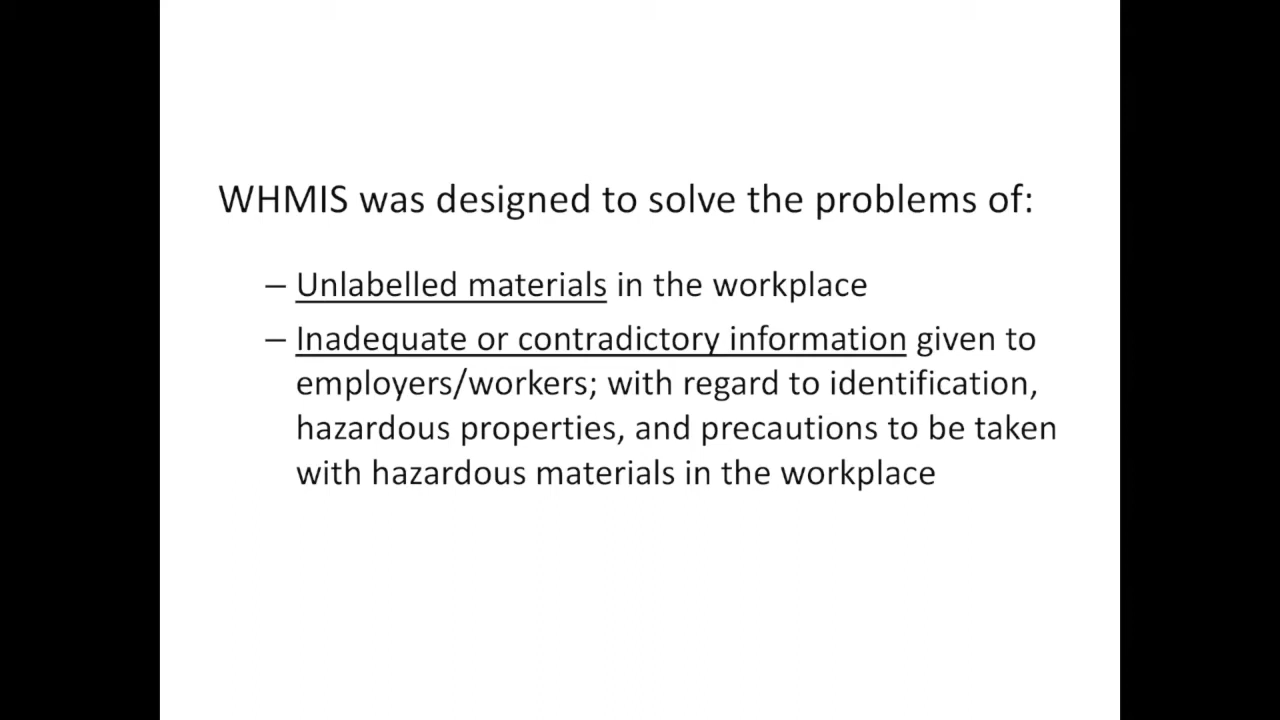 WHMIS was designed to solve the problems of:
– Unlabelled materials in the workplace
– Inadequate or contradictory information given to
employers/workers; with regard to identification,
hazardous properties, and precautions to be taken
with hazardous materials in the workplace